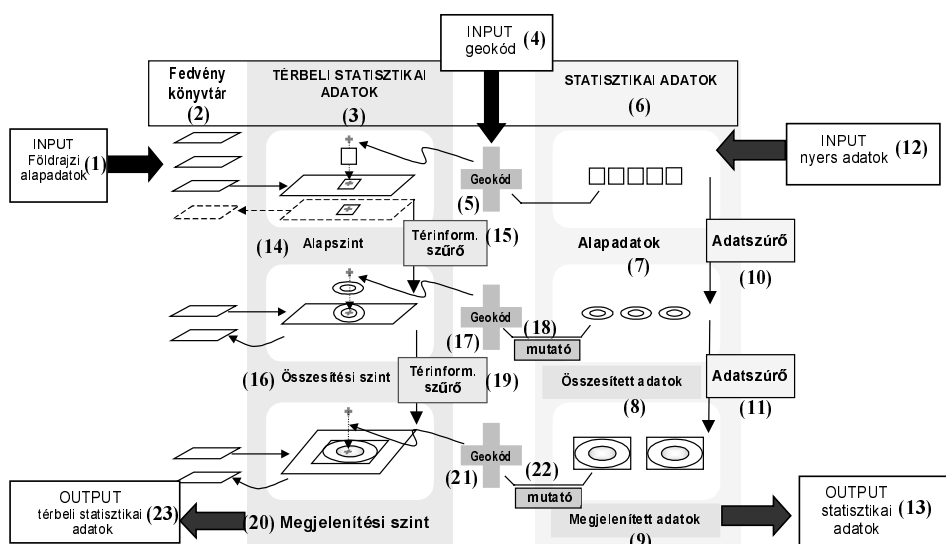 INPUT (4)
geokód
Fedvény
könyvtár
(2)
TÉRBELI STATISZTIKAI
ADATOK
(3)
STATISZTIKAI ADATOK
(6)
INPUT
Földrajzi (1)
alapadatok
INPUT (12)
nyers adatok
Geokód
(5)
(14) Alapszint
Térinform. (15)
szűrő
Alapadatok
(7)
Adatszúrő
(10)
Geokód
(17)
(18)
mutató
(16) Összesítési szint
Térinform.
szűrő (19)
Összesített adatok
(8)
Adatszúrő
(11)
Geokód
(21)
(22)
mutató
OUTPUT
térbeli statisztikai (23)
adatok
(20) Megjelenítési szint
Megjelenített adatok
(9)
OUTPUT
statisztikai (13)
adatok